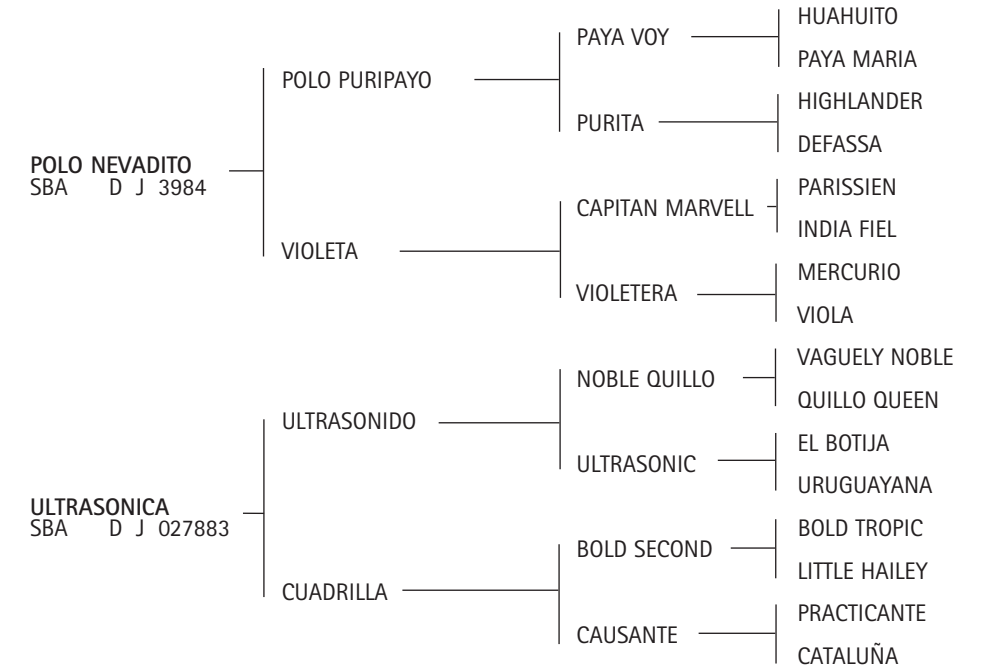 HUAHUITO
PAYA VOY
PAYA MARIA
POLO PURIPAYO
HIGHLANDER
PURITA
DEFASSA
POLO NEVADITO
SBA D J 3984
PARISSIEN
CAPITAN MARVELL
INDIA FIEL
VIOLETA
MERCURIO
VIOLETERA
VIOLA
VAGUELY NOBLE
NOBLE QUILLO
QUILLO QUEEN
ULTRASONIDO
EL BOTIJA
ULTRASONIC
URUGUAYANA
ULTRASONICA
SBA D J 027883
BOLD TROPIC
BOLD SECOND
LITTLE HAILEY
CUADRILLA
PRACTICANTE
CAUSANTE
CATALUÑA